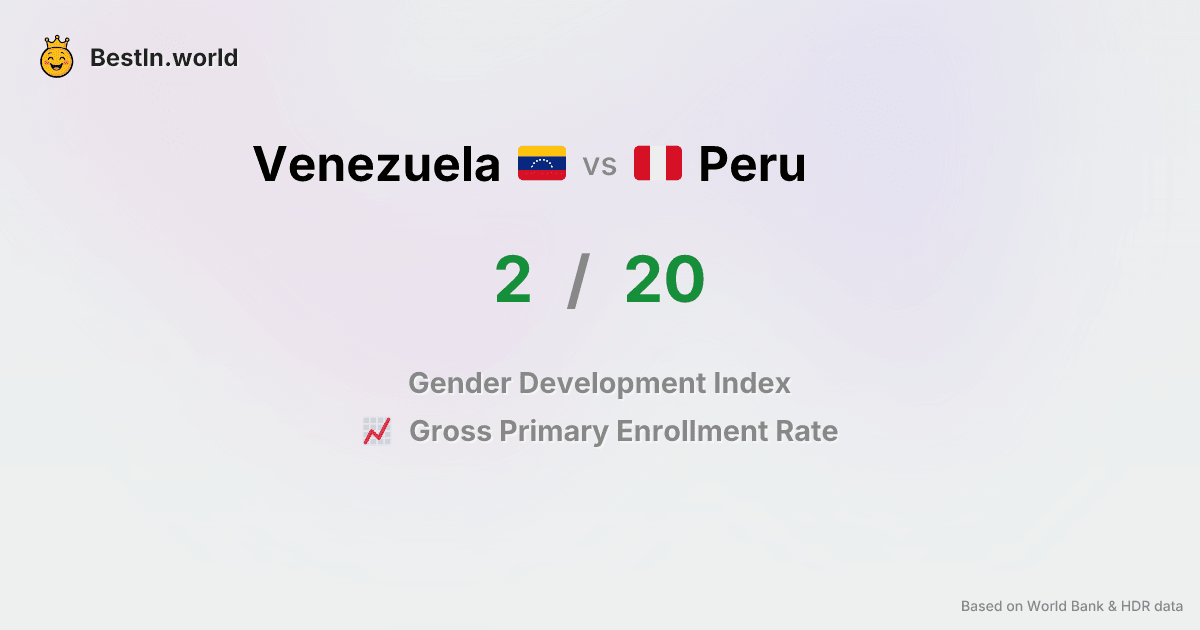 BestIn.world
Venezuela vs Peru
2 / 20
Gender Development Index
Gross Primary Enrollment Rate
Based on World Bank & HDR data